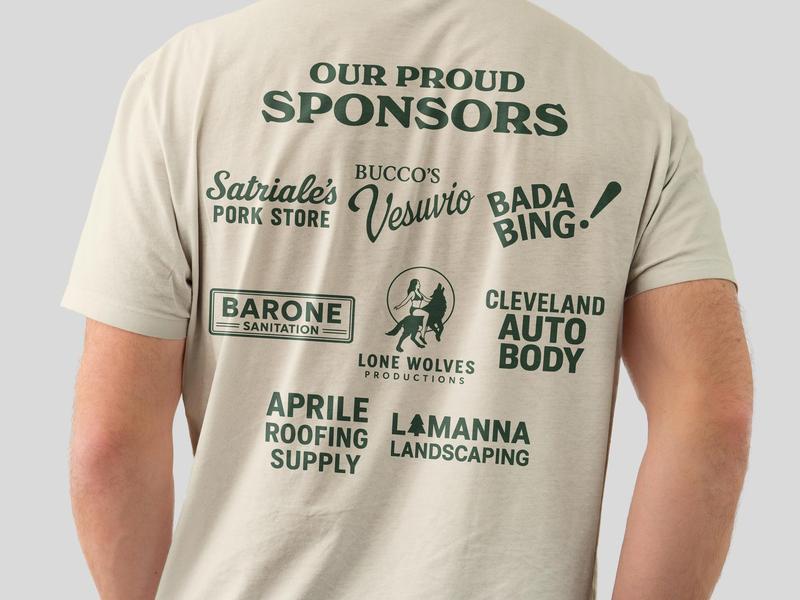 OUR PROUD
SPONSORS
Satriale's
PORK STORE
BUCCO'S
Vesuvio
BADA
BING!
BARONE
SANITATION
LONE WOLVES
PRODUCTIONS
CLEVELAND
AUTO
BODY
APRILE
ROOFING
SUPPLY
LAMANNA
LANDSCAPING